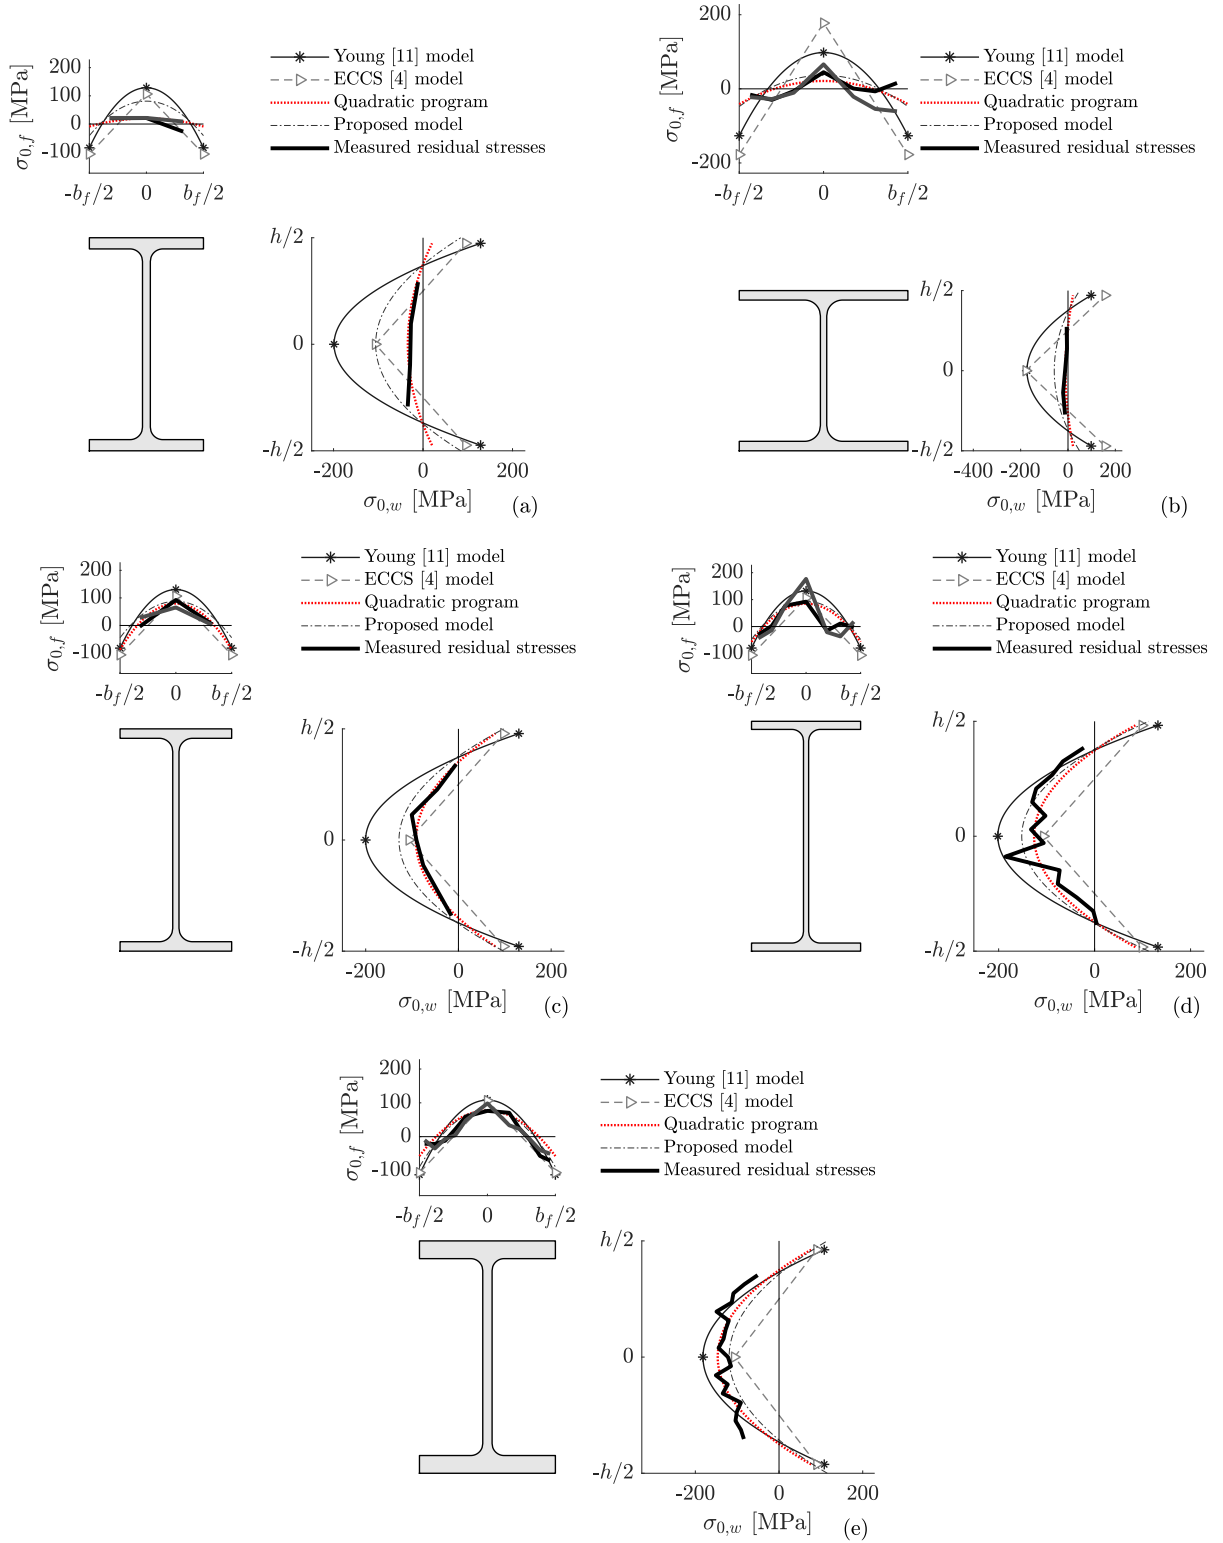 200
100
0
-100
σ0,f [MPa]
-bf/2 0 bf/2
Young [11] model
ECCS [4] model
Quadratic program
Proposed model
Measured residual stresses
h/2
0
-h/2
-200 0 200
σ0,w [MPa]
(a)
200
0
-200
σ0,f [MPa]
-bf/2 0 bf/2
Young [11] model
ECCS [4] model
Quadratic program
Proposed model
Measured residual stresses
h/2
0
-h/2
-400 -200 0 200
σ0,w [MPa]
(b)
200
100
0
-100
σ0,f [MPa]
-bf/2 0 bf/2
Young [11] model
ECCS [4] model
Quadratic program
Proposed model
Measured residual stresses
h/2
0
-h/2
-200 0 200
σ0,w [MPa]
(c)
200
100
0
-100
σ0,f [MPa]
-bf/2 0 bf/2
Young [11] model
ECCS [4] model
Quadratic program
Proposed model
Measured residual stresses
h/2
0
-h/2
-200 0 200
σ0,w [MPa]
(d)
200
100
0
-100
σ0,f [MPa]
-bf/2 0 bf/2
Young [11] model
ECCS [4] model
Quadratic program
Proposed model
Measured residual stresses
h/2
0
-h/2
-200 0 200
σ0,w [MPa]
(e)